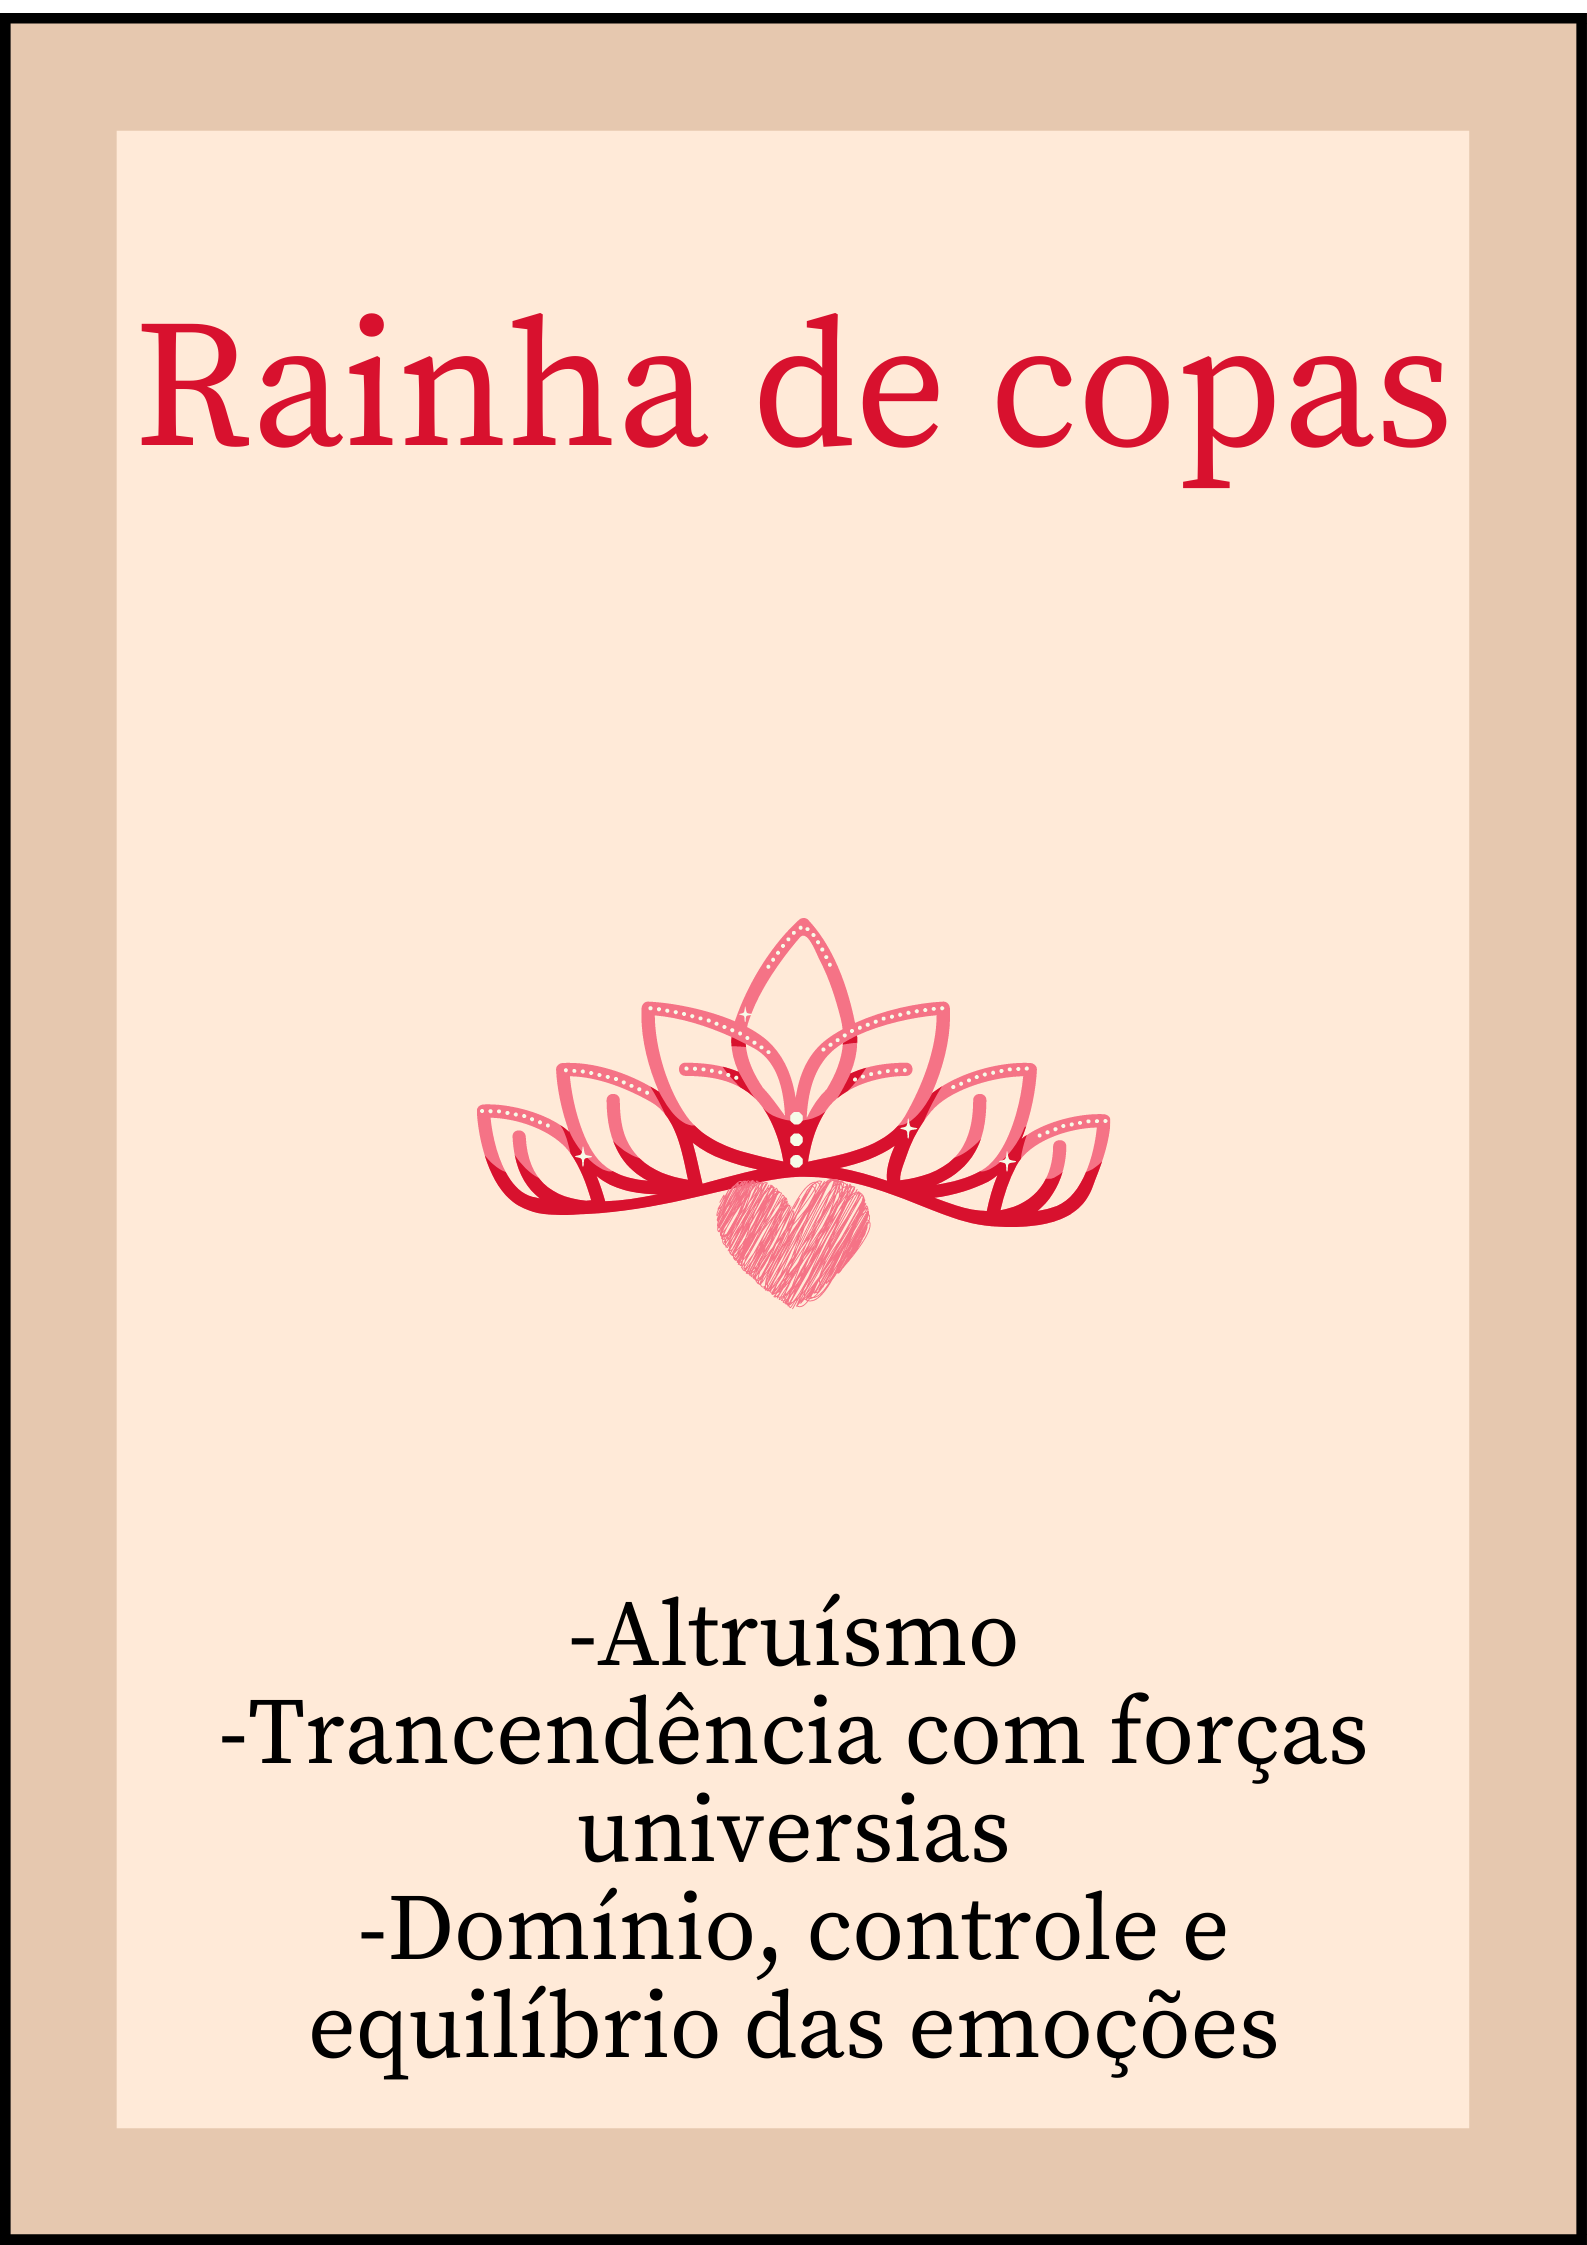 Rainha de copas
-Altruísmo
-Trancendência com forças
universias
-Domínio, controle e
equilíbrio das emoções